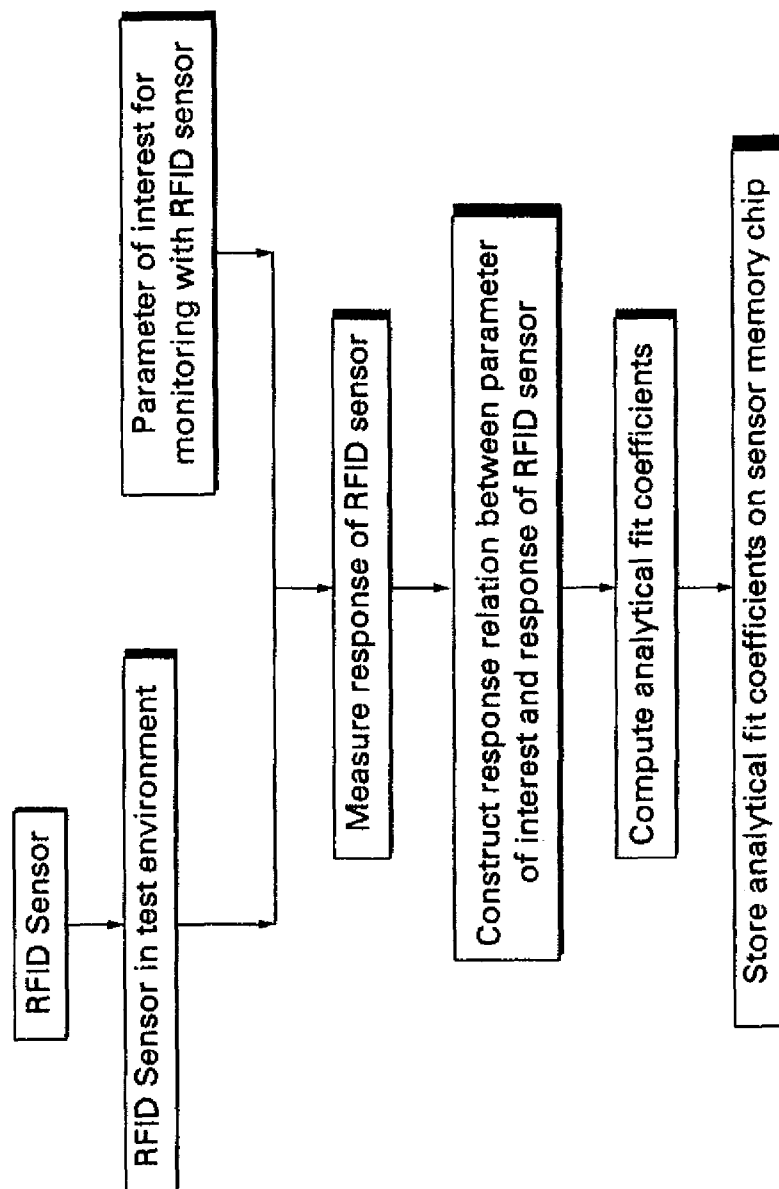 RFID Sensor
RFID Sensor in test environment
Parameter of interest for
monitoring with RFID sensor
Measure response of RFID sensor
Construct response relation between parameter
of interest and response of RFID sensor
Compute analytical fit coefficients
Store analytical fit coefficients on sensor memory chip